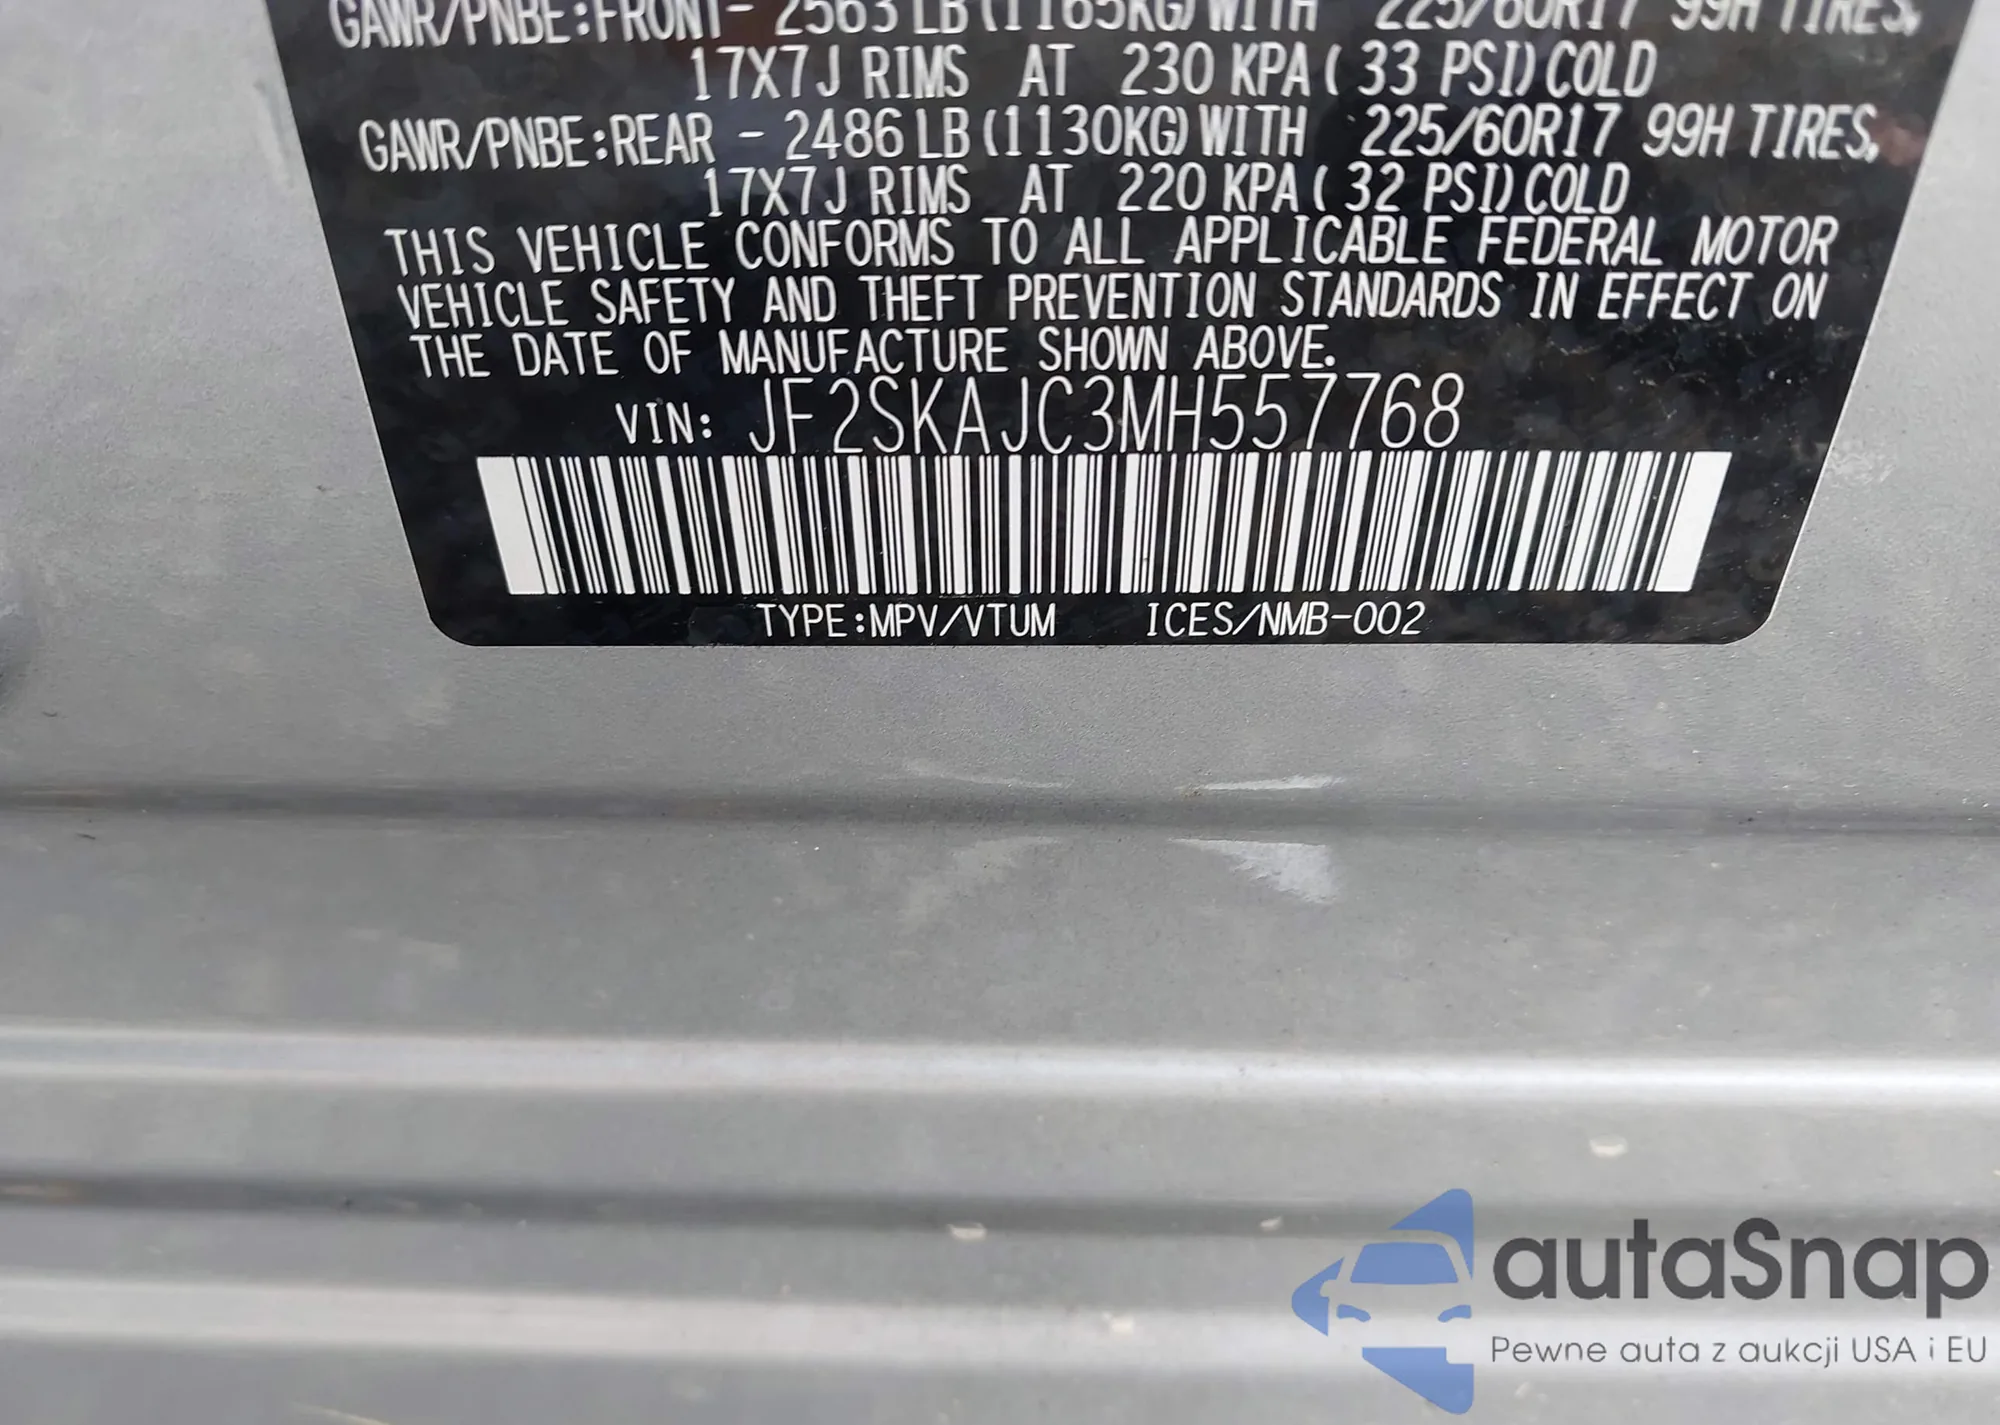 GAWR/PNBE:FRONT- 2563 LB(1165KG)WITH 225/60R17 99H TIRES,
17X7J RIMS AT 230 KPA( 33 PSI)COLD
GAWR/PNBE:REAR - 2486 LB(1130KG)WITH 225/60R17 99H TIRES,
17X7J RIMS AT 220 KPA( 32 PSI)COLD
THIS VEHICLE CONFORMS TO ALL APPLICABLE FEDERAL MOTOR
VEHICLE SAFETY AND THEFT PREVENTION STANDARDS IN EFFECT ON
THE DATE OF MANUFACTURE SHOWN ABOVE.
VIN: JF2SKAJC3MH557768
TYPE:MPV/VTUM ICES/NMB-002
autaSnap
Pewne auta z aukcji USA i EU